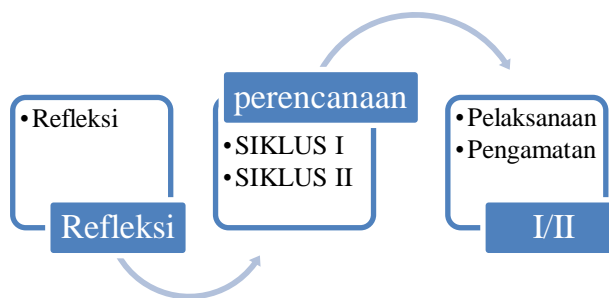 •Refleksi
Refleksi
perencanaan
•SIKLUS I
•SIKLUS II
•Pelaksanaan
•Pengamatan
I/II